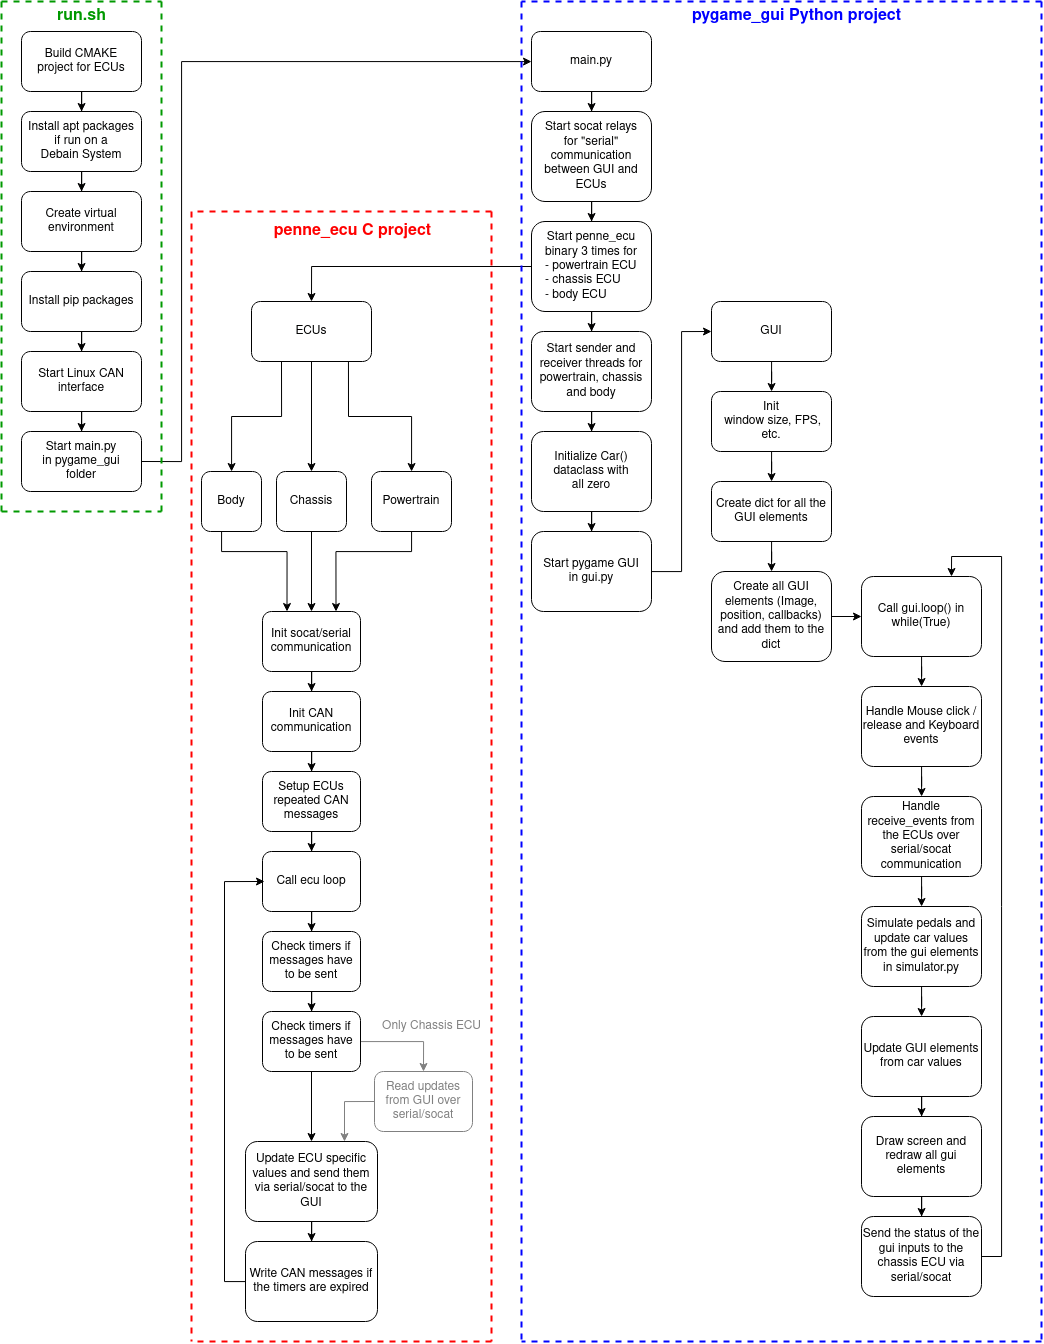 run.sh
Build CMAKE
project for ECUs
Install apt packages
if run on a
Debain System
Create virtual
environment
Install pip packages
Start Linux CAN
interface
Start main.py
in pygame_gui
folder
penne_ecu C project
ECUs
Body
Chassis
Powertrain
Init socat/serial
communication
Init CAN
communication
Setup ECUs
repeated CAN
messages
Call ecu loop
Check timers if
messages have
to be sent
Check timers if
messages have
to be sent
Only Chassis ECU
Read updates
from GUI over
serial/socat
Update ECU specific
values and send them
via serial/socat to the
GUI
Write CAN messages if
the timers are expired
pygame_gui Python project
main.py
Start socat relays
for "serial"
communication
between GUI and
ECUs
Start penne_ecu
binary 3 times for
- powertrain ECU
- chassis ECU
- body ECU
Start sender and
receiver threads for
powertrain, chassis
and body
Initialize Car()
dataclass with
all zero
Start pygame GUI
in gui.py
GUI
Init
window size, FPS,
etc.
Create dict for all the
GUI elements
Create all GUI
elements (Image,
position, callbacks)
and add them to the
dict
Call gui.loop() in
while(True)
Handle Mouse click /
release and Keyboard
events
Handle
receive_events from
the ECUs over
serial/socat
communication
Simulate pedals and
update car values
from the gui elements
in simulator.py
Update GUI elements
from car values
Draw screen and
redraw all gui
elements
Send the status of the
gui inputs to the
chassis ECU via
serial/socat